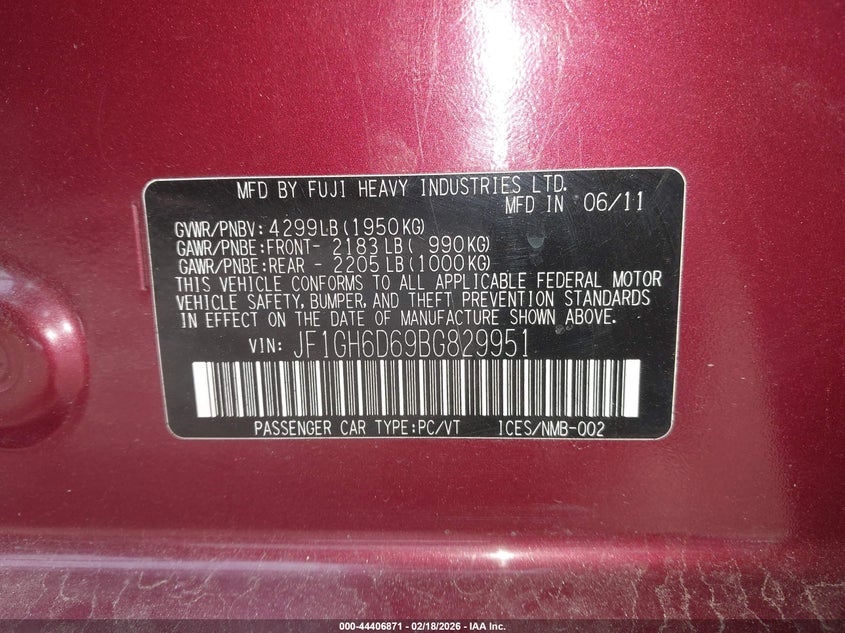 MFD BY FUJI HEAVY INDUSTRIES LTD.
MFD IN 06/11
GVWR/PNBV: 4299LB(1950KG)
GAWR/PNBE:FRONT- 2183LB( 990KG)
GAWR/PNBE:REAR - 2205LB(1000KG)
THIS VEHICLE CONFORMS TO ALL APPLICABLE FEDERAL MOTOR
VEHICLE SAFETY, BUMPER, AND THEFT PREVENTION STANDARDS
IN EFFECT ON THE DATE OF MANUFACTURE SHOWN ABOVE.
VIN: JF1GH6D69BG829951
PASSENGER CAR TYPE:PC/VT ICES/NMB-002
000-44406871 - 02/18/2026 - IAA Inc.